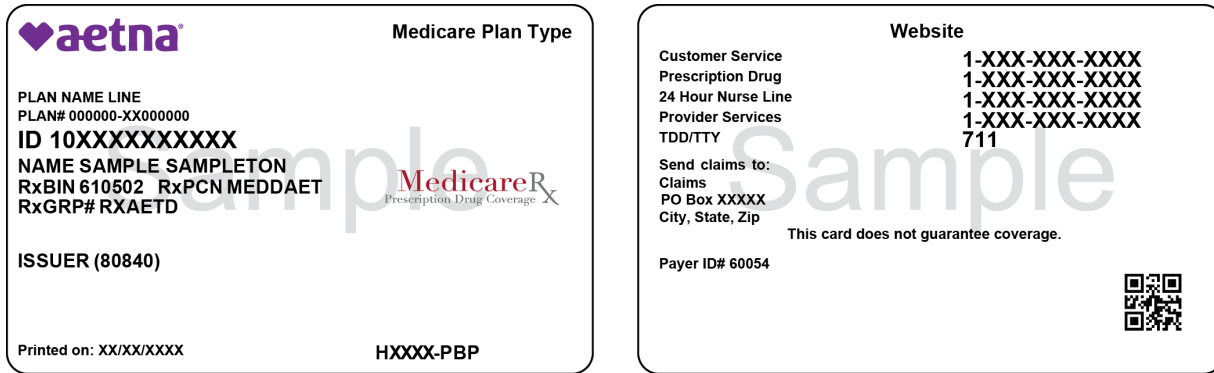 aetna®
Medicare Plan Type
PLAN NAME LINE
PLAN# 000000-XX000000
ID 10XXXXXXXXXX
NAME SAMPLE SAMPLETON
RxBIN 610502 RxPCN MEDDAET
RxGRP# RXAETD
MedicareRx
Prescription Drug Coverage
Sample
ISSUER (80840)
Printed on: XX/XX/XXXX
HXXXX-PBP
Website
Customer Service 1-XXX-XXX-XXXX
Prescription Drug 1-XXX-XXX-XXXX
24 Hour Nurse Line 1-XXX-XXX-XXXX
Provider Services 1-XXX-XXX-XXXX
TDD/TTY 711
Sample
Send claims to:
Claims
PO Box XXXXX
City, State, Zip
This card does not guarantee coverage.
Payer ID# 60054